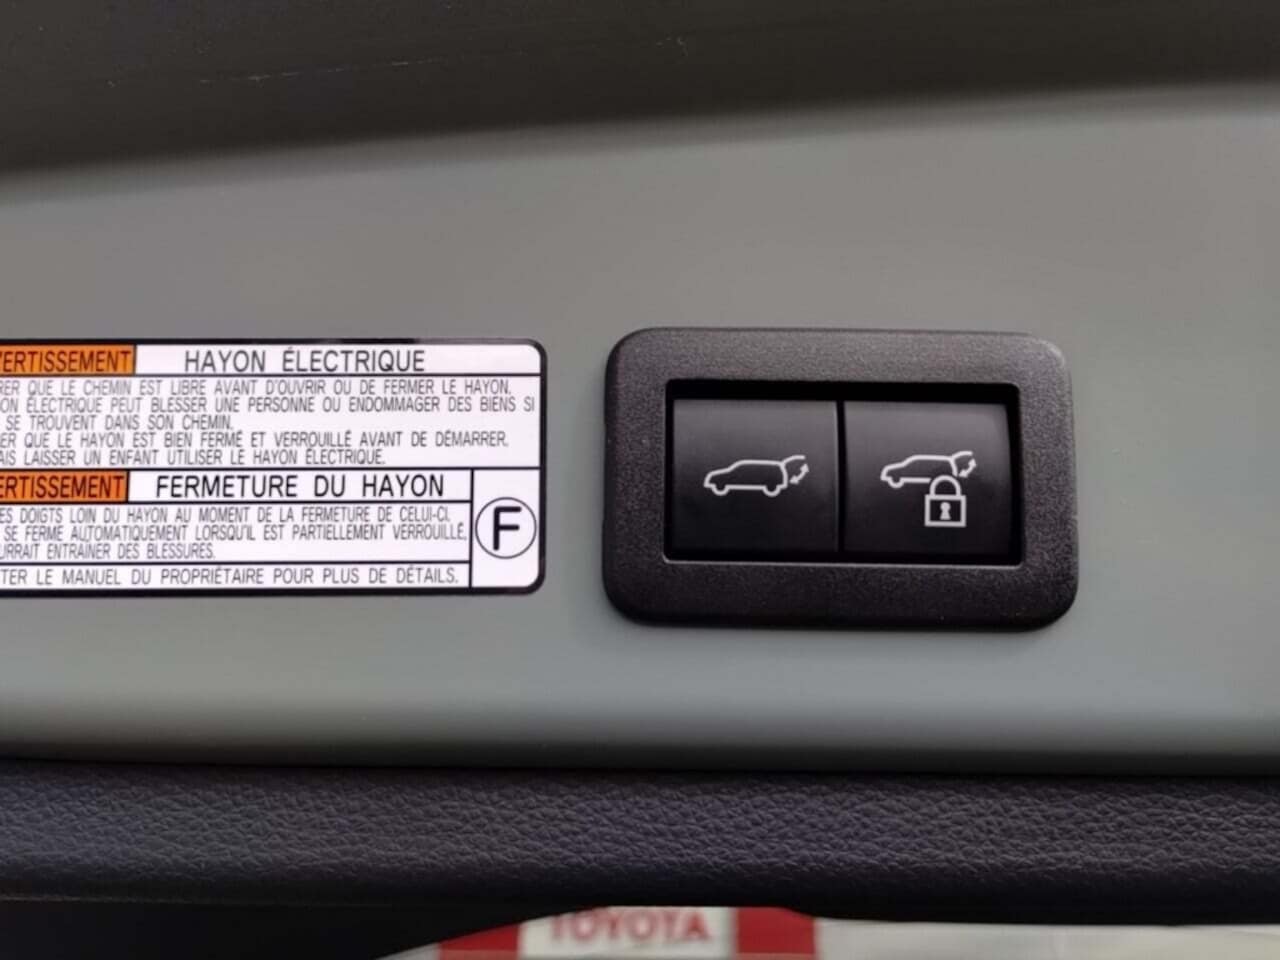 VERTISSEMENT HAYON ÉLECTRIQUE
RER QUE LE CHEMIN EST LIBRE AVANT D'OUVRIR OU DE FERMER LE HAYON.
ON ÉLECTRIQUE PEUT BLESSER UNE PERSONNE OU ENDOMMAGER DES BIENS SI
SE TROUVENT DANS SON CHEMIN.
ER QUE LE HAYON EST BIEN FERMÉ ET VERROUILLÉ AVANT DE DÉMARRER.
AIS LAISSER UN ENFANT UTILISER LE HAYON ÉLECTRIQUE.
ERTISSEMENT FERMETURE DU HAYON
ES DOIGTS LOIN DU HAYON AU MOMENT DE LA FERMETURE DE CELUI-CI.
SE FERME AUTOMATIQUEMENT LORSQU'IL EST PARTIELLEMENT VERROUILLÉ,
URRAIT ENTRAÎNER DES BLESSURES.
F
TER LE MANUEL DU PROPRIÉTAIRE POUR PLUS DE DÉTAILS.
TOYOTA